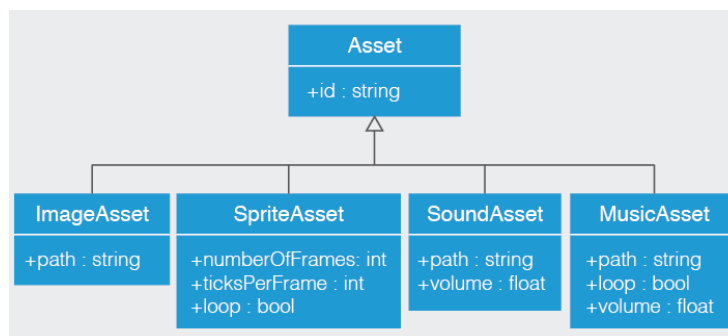 Asset
+id : string
ImageAsset
+path : string
SpriteAsset
+numberOfFrames: int
+ticksPerFrame : int
+loop : bool
SoundAsset
+path : string
+volume : float
MusicAsset
+path : string
+loop : bool
+volume : float